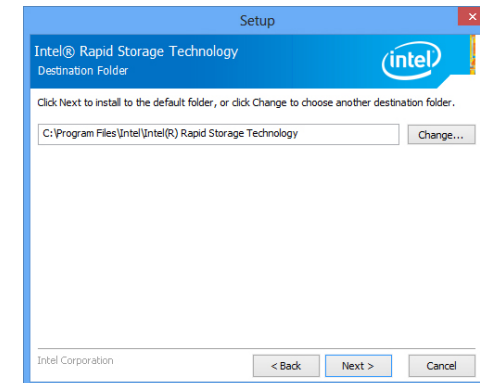 Setup
Intel® Rapid Storage Technology
Destination Folder
intel
Click Next to install to the default folder, or click Change to choose another destination folder.
C:\Program Files\Intel\Intel(R) Rapid Storage Technology
Change...
Intel Corporation
< Back
Next >
Cancel